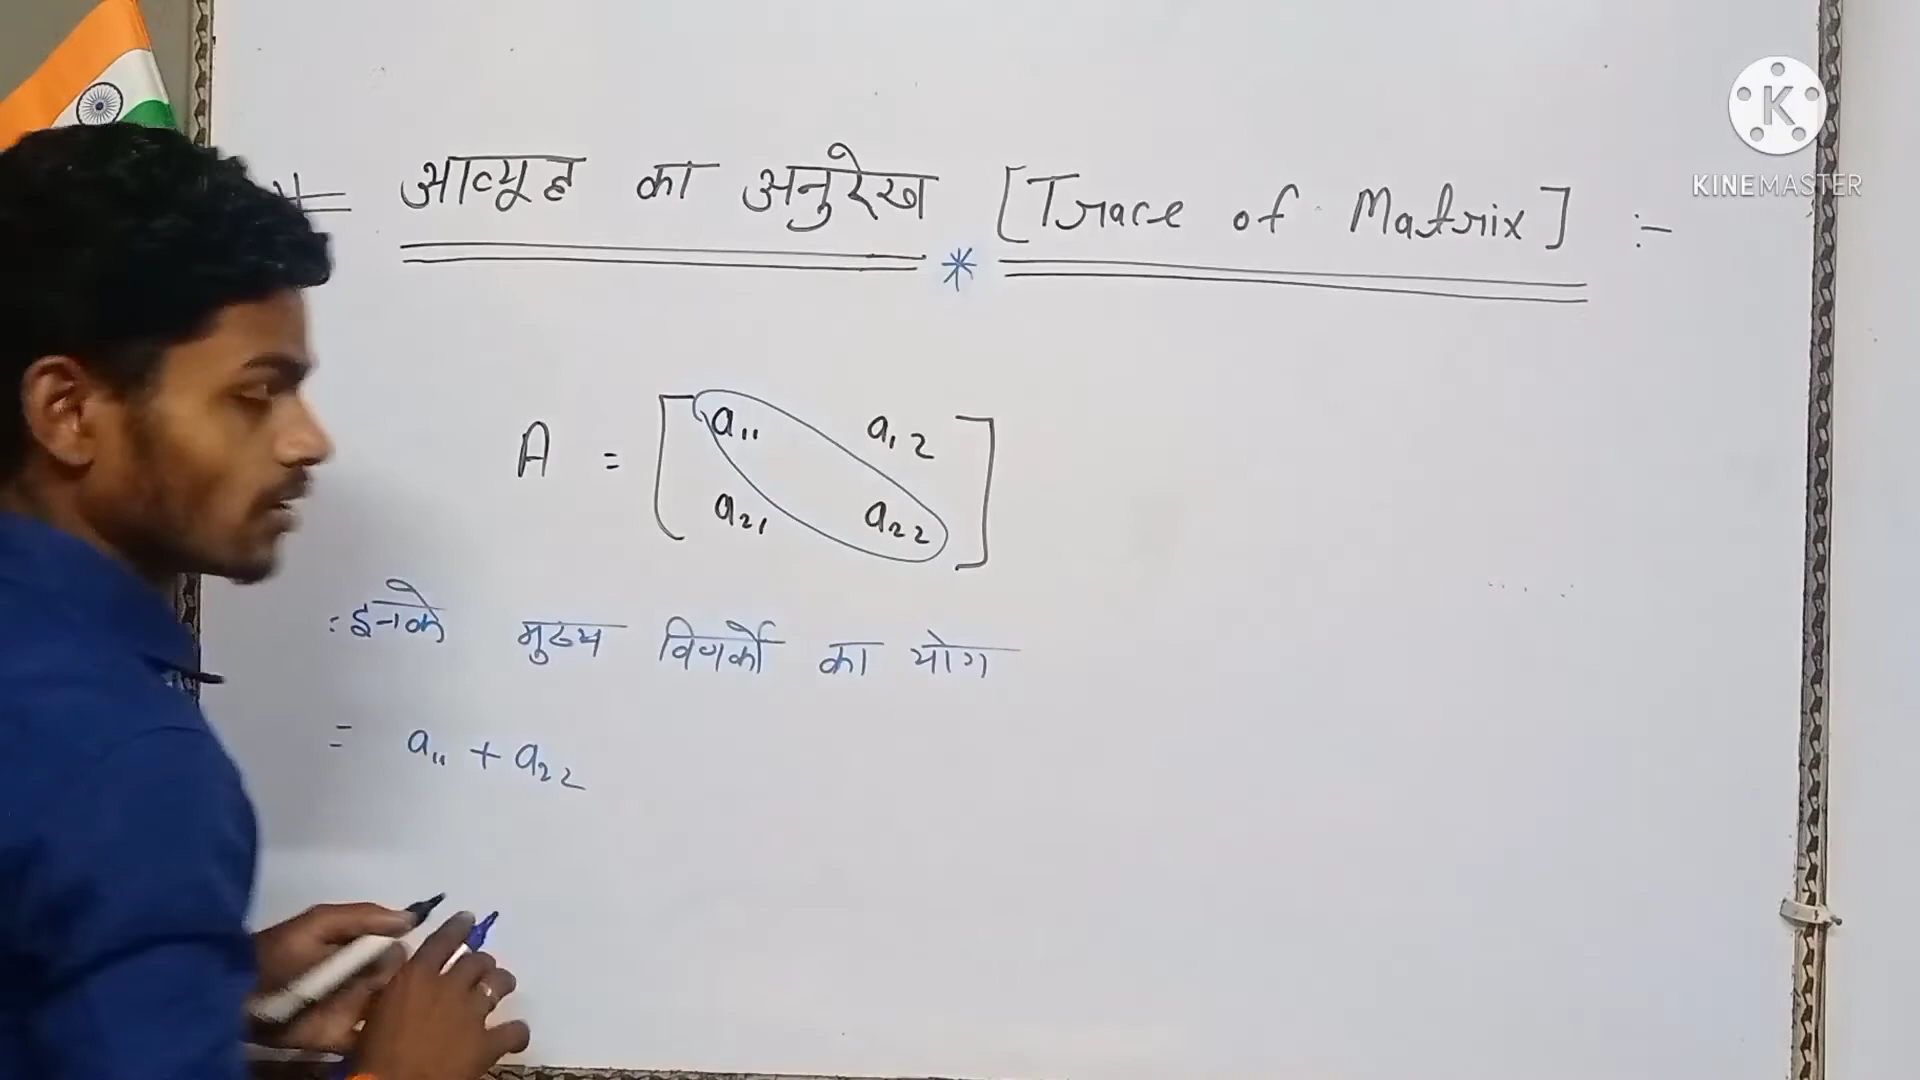 KINEMASTER
आव्यूह का अनुरेख [Trace of Matrix] :-
*
A = [ a₁₁ a₁₂
a₂₁ a₂₂ ]
: इनके मुख्य विकर्णो का योग
= a₁₁ + a₂₂